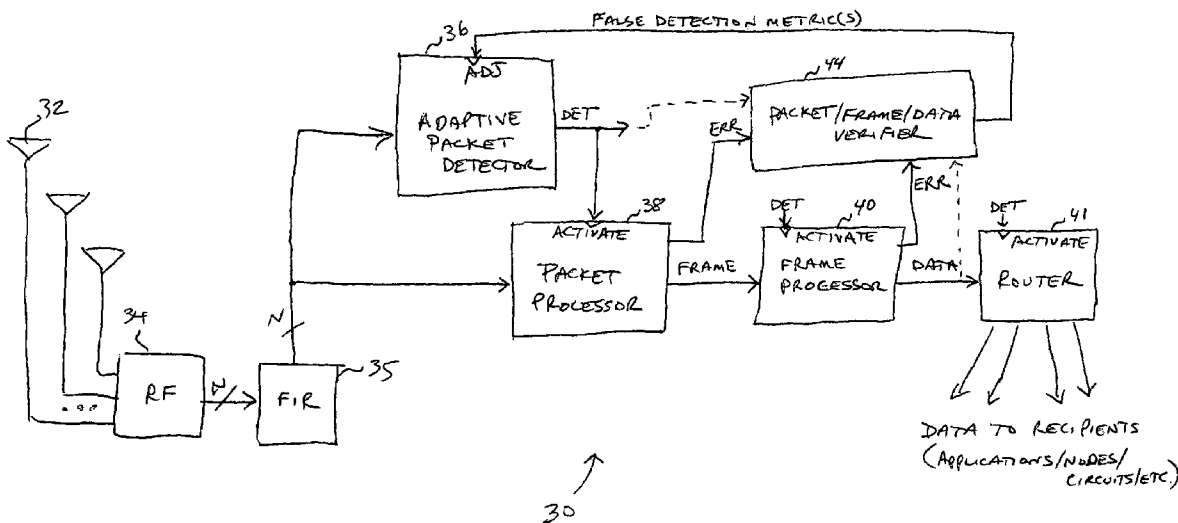 FALSE DETECTION METRIC(S)
36
ADJ
ADAPTIVE
PACKET
DETECTOR
DET
44
PACKET/FRAME/DATA
VERIFIER
ERR
ERR
32
38
ACTIVATE
PACKET
PROCESSOR
FRAME
DET
40
ACTIVATE
FRAME
PROCESSOR
DATA
DET
41
ACTIVATE
ROUTER
N
34
RF
N
35
FIR
DATA TO RECIPIENTS
(APPLICATIONS/NODES/
CIRCUITS/ETC.)
30